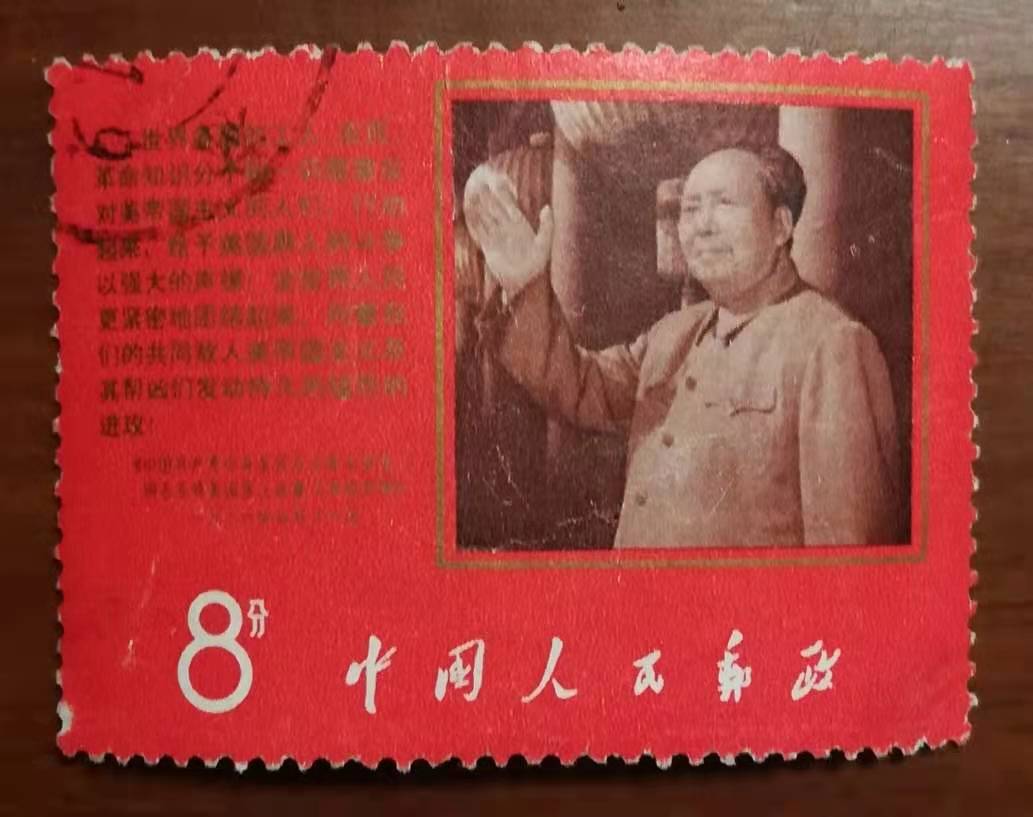 世界各国的工人、农民、
革命知识分子和一切愿意反
对美帝国主义的人们，行动
起来，给予美国黑人的斗争
以强大的声援！全世界人民
更紧密地团结起来，向着我
们的共同敌人美帝国主义及
其帮凶们发动持久的猛烈的
进攻！
8分 中国人民邮政